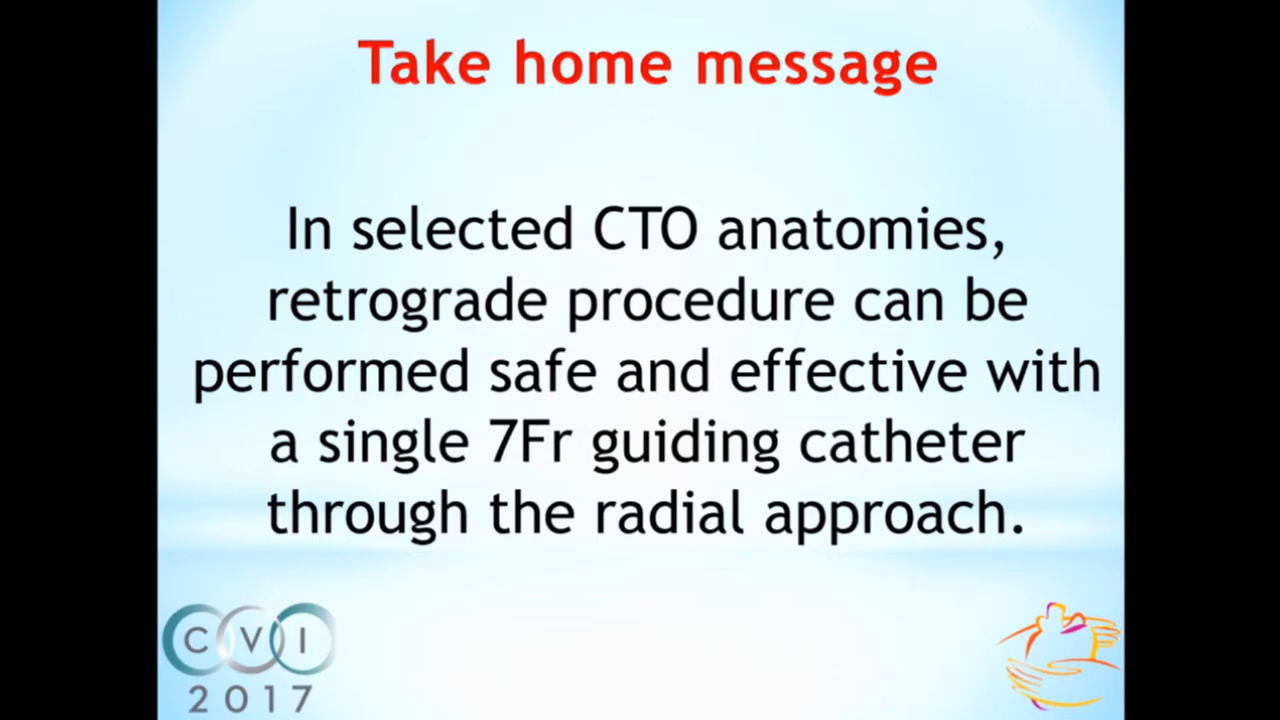 Take home message
In selected CTO anatomies,
retrograde procedure can be
performed safe and effective with
a single 7Fr guiding catheter
through the radial approach.
CVI
2017